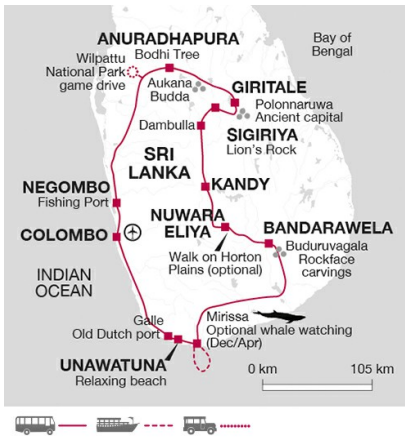 ANURADHAPURA
Bodhi Tree
Bay of
Bengal
Wilpattu
National Park
game drive
Aukana
Budda
GIRITALE
Polonnaruwa
Ancient capital
Dambulla
SIGIRIYA
Lion's Rock
SRI
LANKA
NEGOMBO
Fishing Port
KANDY
COLOMBO
NUWARA
ELIYA
BANDARAWELA
Buduruvagala
Rockface
carvings
Walk on Horton
Plains (optional)
INDIAN
OCEAN
Galle
Old Dutch port
Mirissa
Optional whale watching
(Dec/Apr)
UNAWATUNA
Relaxing beach
0 km
105 km